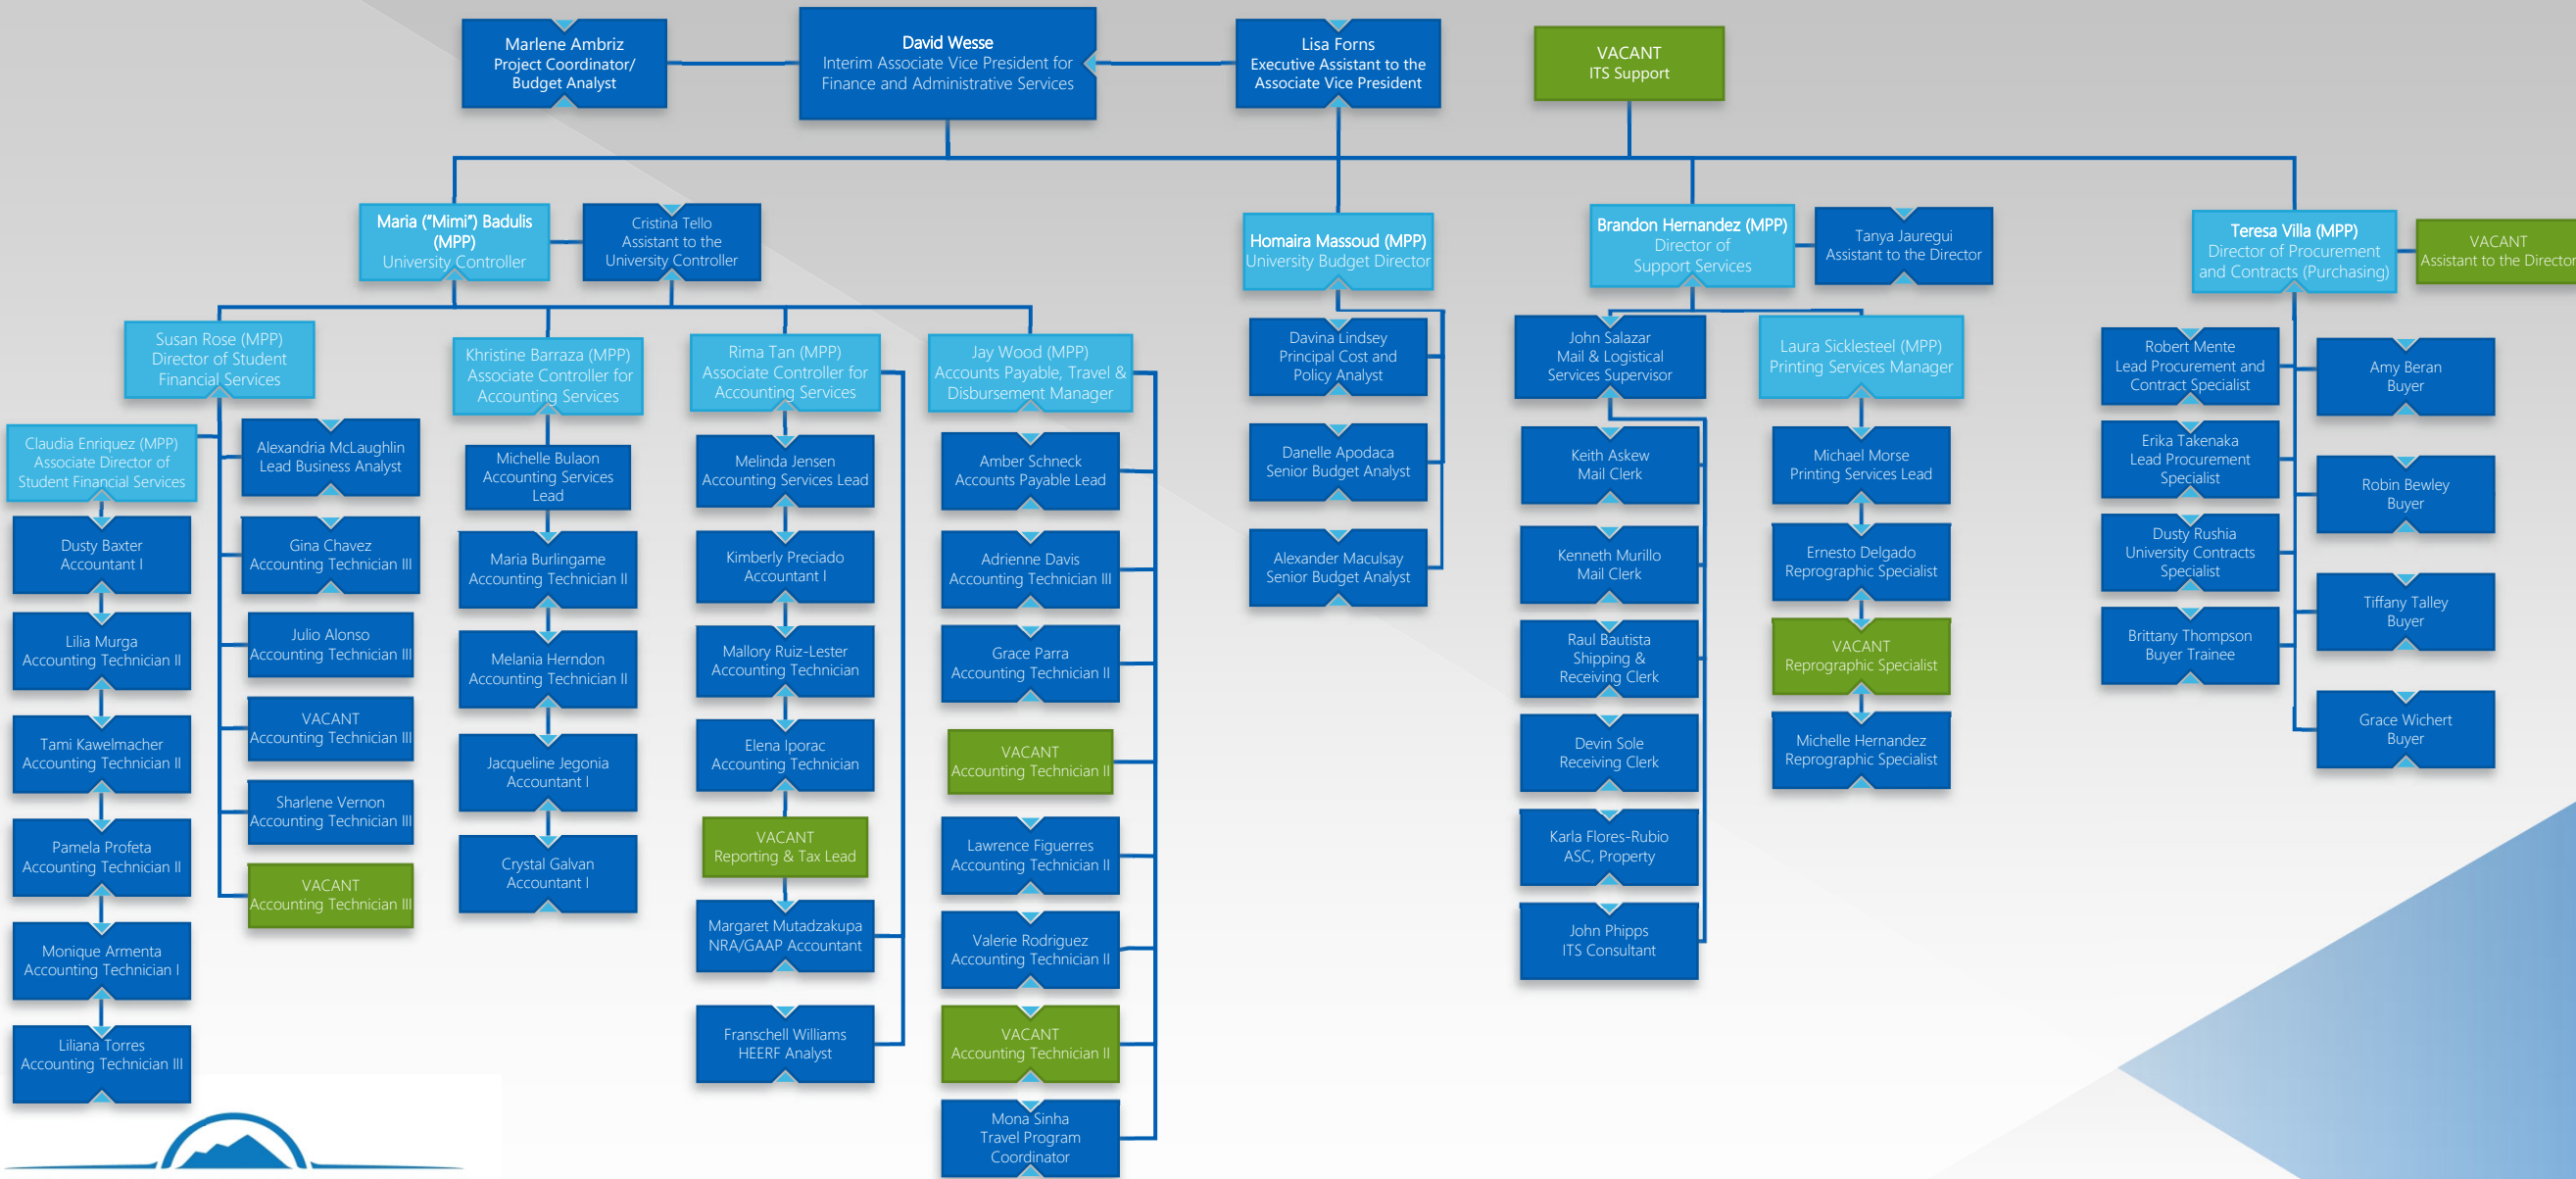 Marlene Ambriz
Project Coordinator/
Budget Analyst
David Wesse
Interim Associate Vice President for
Finance and Administrative Services
Lisa Forns
Executive Assistant to the
Associate Vice President
VACANT
ITS Support
Maria (“Mimi”) Badulis
(MPP)
University Controller
Cristina Tello
Assistant to the
University Controller
Homaira Massoud (MPP)
University Budget Director
Brandon Hernandez (MPP)
Director of
Support Services
Tanya Jauregui
Assistant to the Director
Teresa Villa (MPP)
Director of Procurement
and Contracts (Purchasing)
VACANT
Assistant to the Director
Susan Rose (MPP)
Director of Student
Financial Services
Claudia Enriquez (MPP)
Associate Director of
Student Financial Services
Dusty Baxter
Accountant I
Lilia Murga
Accounting Technician II
Tami Kawelmacher
Accounting Technician II
Pamela Profeta
Accounting Technician II
Monique Armenta
Accounting Technician I
Liliana Torres
Accounting Technician III
Alexandria McLaughlin
Lead Business Analyst
Gina Chavez
Accounting Technician III
Julio Alonso
Accounting Technician III
VACANT
Accounting Technician III
Sharlene Vernon
Accounting Technician III
VACANT
Accounting Technician III
Khristine Barraza (MPP)
Associate Controller for
Accounting Services
Michelle Bulaon
Accounting Services
Lead
Maria Burlingame
Accounting Technician II
Melania Herndon
Accounting Technician II
Jacqueline Jegonia
Accountant I
Crystal Galvan
Accountant I
Rima Tan (MPP)
Associate Controller for
Accounting Services
Melinda Jensen
Accounting Services Lead
Kimberly Preciado
Accountant I
Mallory Ruiz-Lester
Accounting Technician
Elena Iporac
Accounting Technician
VACANT
Reporting & Tax Lead
Margaret Mutadzakupa
NRA/GAAP Accountant
Franschell Williams
HEERF Analyst
Jay Wood (MPP)
Accounts Payable, Travel &
Disbursement Manager
Amber Schneck
Accounts Payable Lead
Adrienne Davis
Accounting Technician III
Grace Parra
Accounting Technician II
VACANT
Accounting Technician II
Lawrence Figuerres
Accounting Technician II
Valerie Rodriguez
Accounting Technician II
VACANT
Accounting Technician II
Mona Sinha
Travel Program
Coordinator
Davina Lindsey
Principal Cost and
Policy Analyst
Danelle Apodaca
Senior Budget Analyst
Alexander Maculsay
Senior Budget Analyst
John Salazar
Mail & Logistical
Services Supervisor
Keith Askew
Mail Clerk
Kenneth Murillo
Mail Clerk
Raul Bautista
Shipping &
Receiving Clerk
Devin Sole
Receiving Clerk
Karla Flores-Rubio
ASC, Property
John Phipps
ITS Consultant
Laura Sicklesteel (MPP)
Printing Services Manager
Michael Morse
Printing Services Lead
Ernesto Delgado
Reprographic Specialist
VACANT
Reprographic Specialist
Michelle Hernandez
Reprographic Specialist
Robert Mente
Lead Procurement and
Contract Specialist
Erika Takenaka
Lead Procurement
Specialist
Dusty Rushia
University Contracts
Specialist
Brittany Thompson
Buyer Trainee
Amy Beran
Buyer
Robin Bewley
Buyer
Tiffany Talley
Buyer
Grace Wichert
Buyer